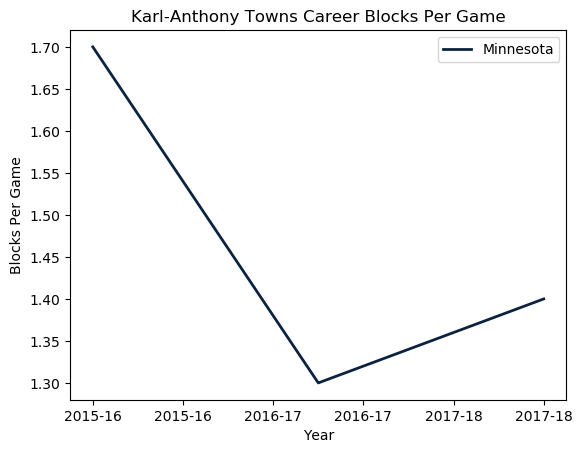 Karl-Anthony Towns Career Blocks Per Game
Minnesota
Blocks Per Game
1.70
1.65
1.60
1.55
1.50
1.45
1.40
1.35
1.30
2015-16 2015-16 2016-17 2016-17 2017-18 2017-18
Year